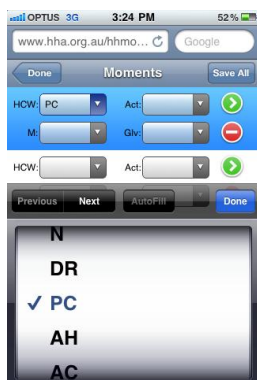 OPTUS 3G 3:24 PM 52%
www.hha.org.au/hhmo... Google
Done Moments Save All
HCW: PC Act:
M: Glv:
HCW: Act:
Previous Next AutoFill Done
N
DR
✓ PC
AH
AC